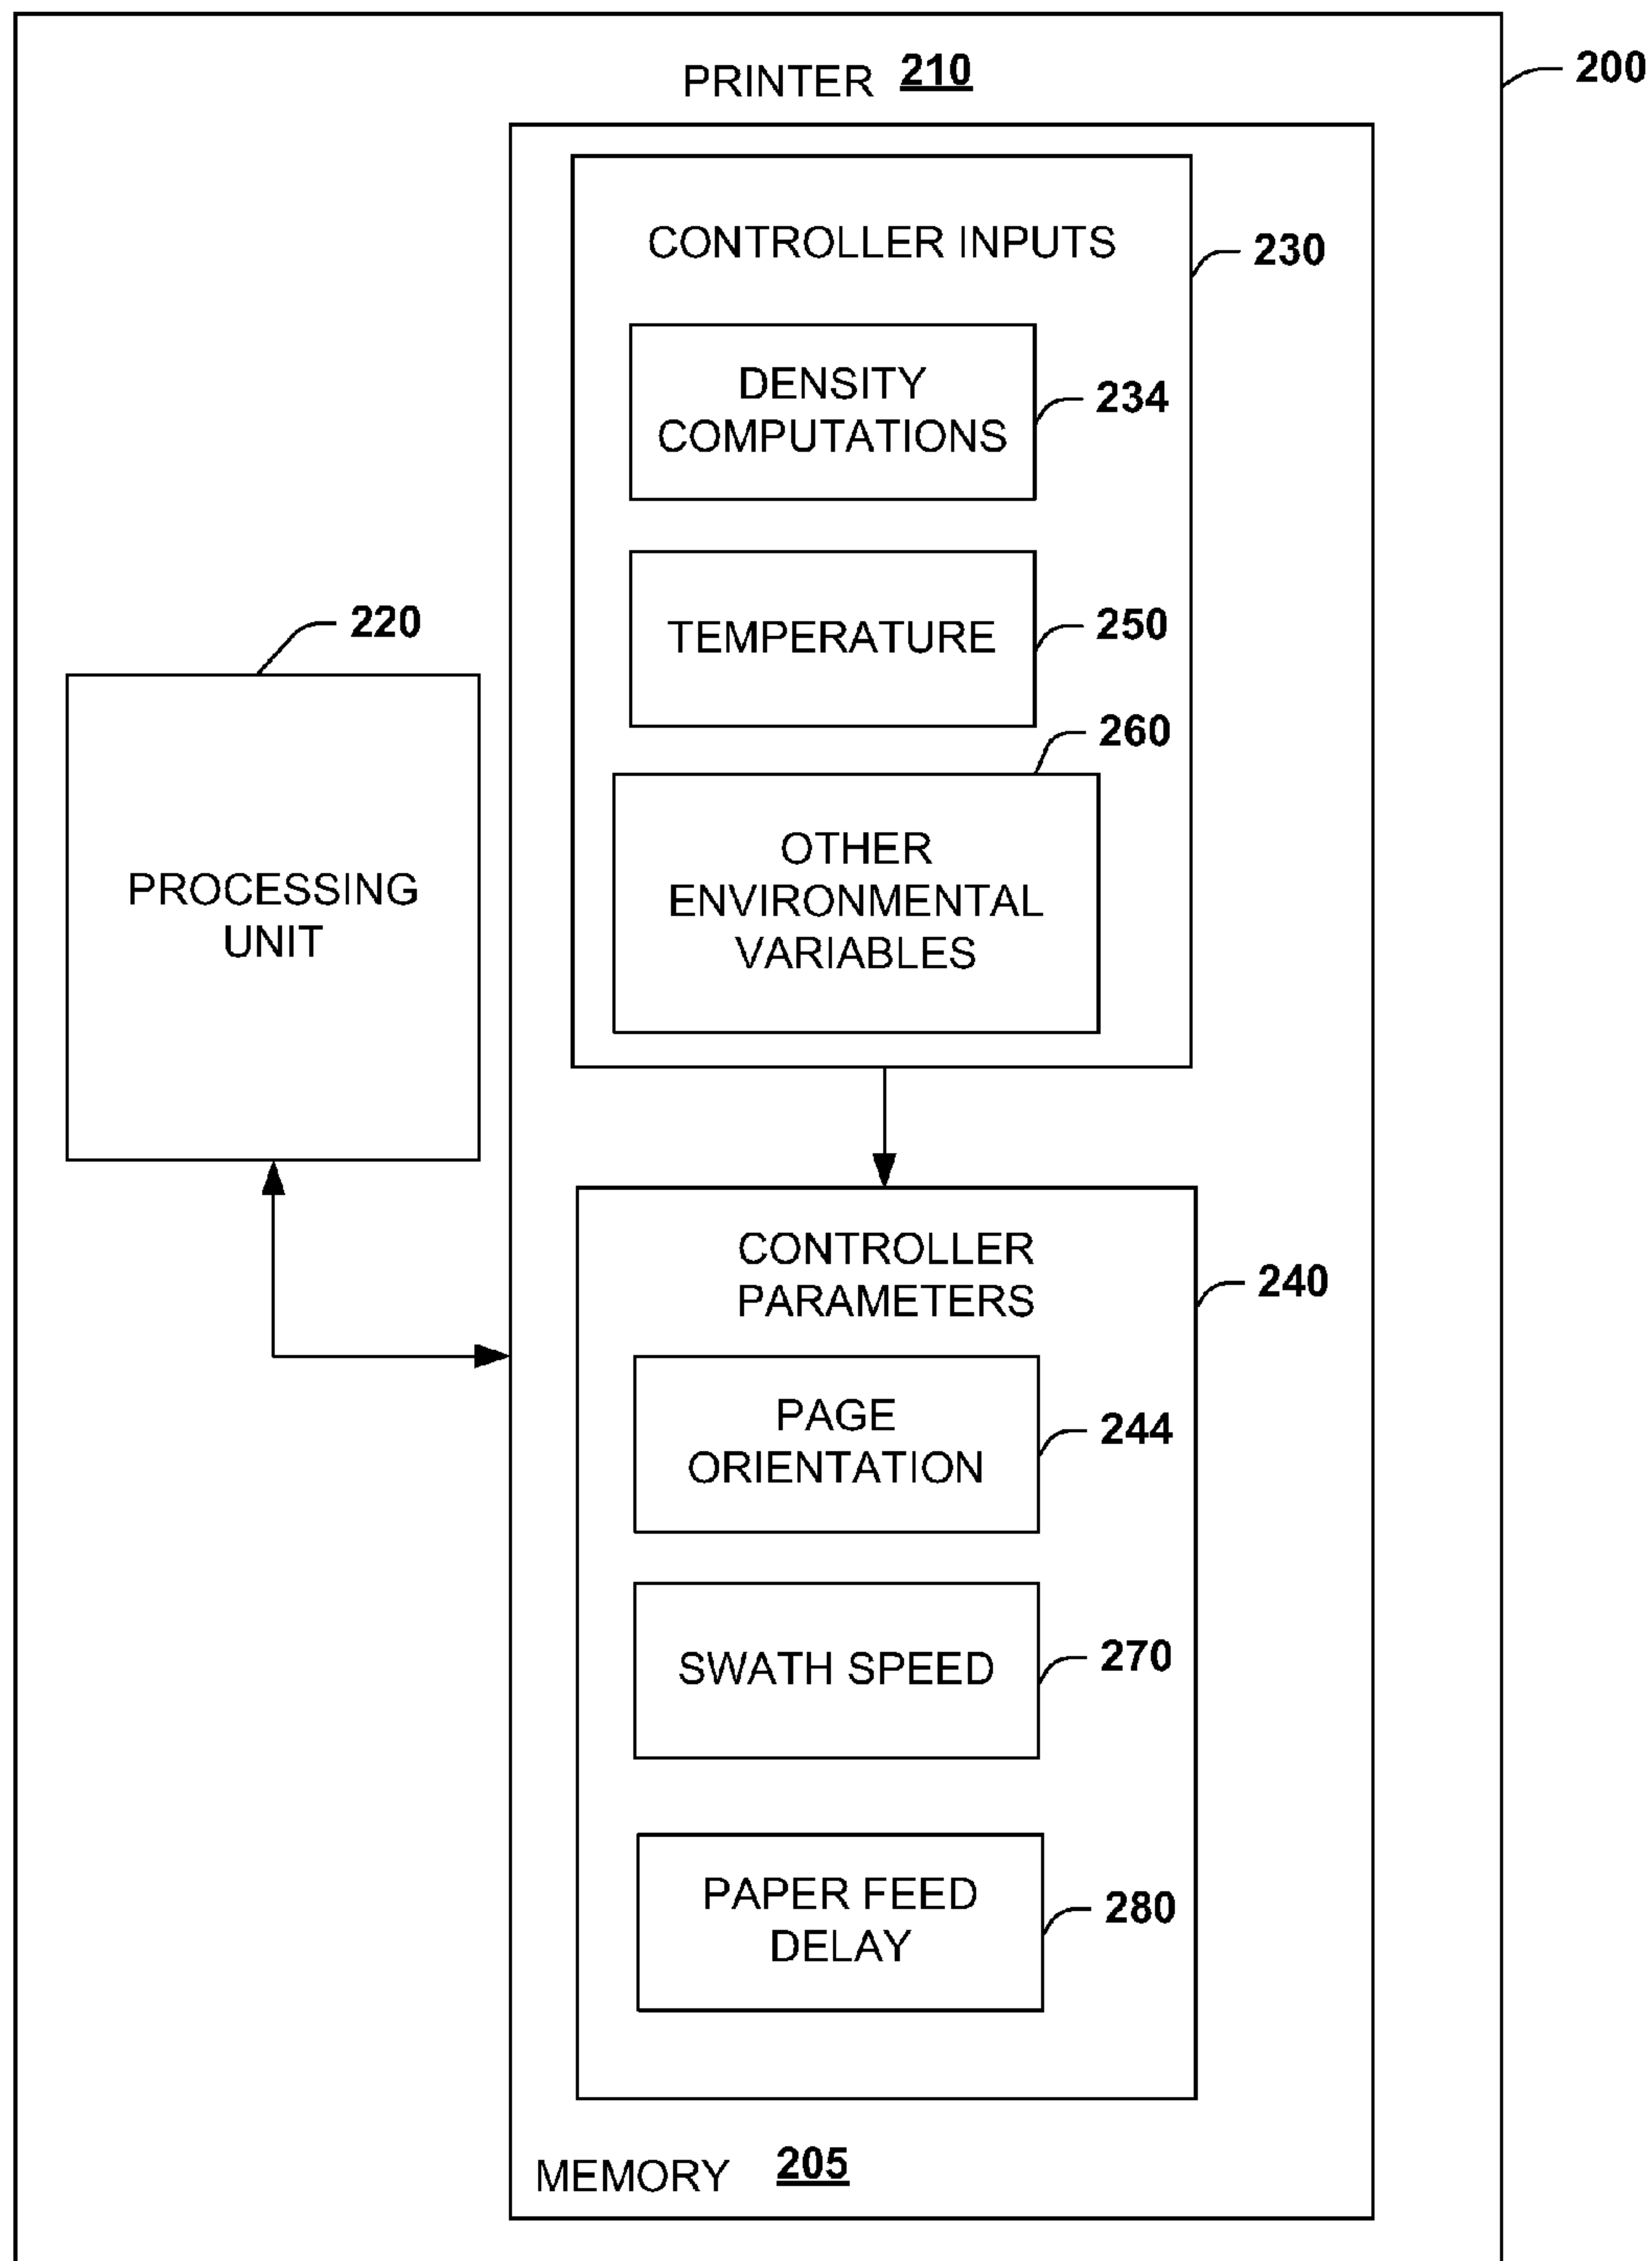 PRINTER 210
200
CONTROLLER INPUTS
230
DENSITY
COMPUTATIONS
234
TEMPERATURE
250
260
OTHER
ENVIRONMENTAL
VARIABLES
220
PROCESSING
UNIT
CONTROLLER
PARAMETERS
240
PAGE
ORIENTATION
244
SWATH SPEED
270
PAPER FEED
DELAY
280
MEMORY 205